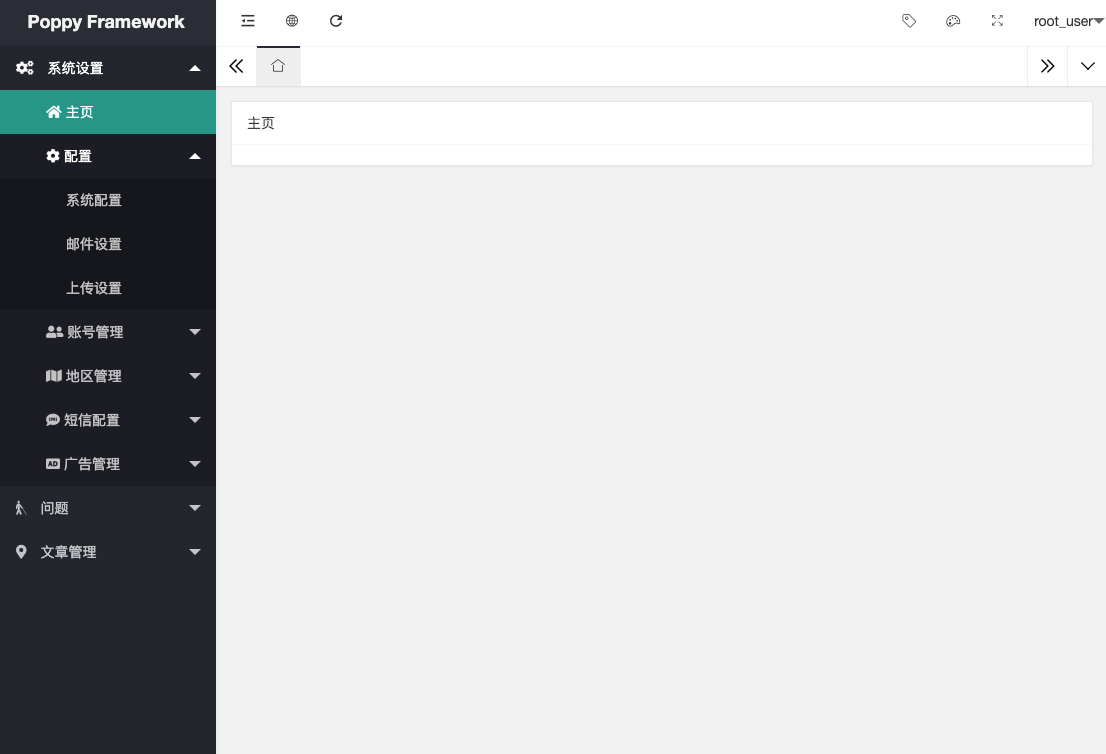 Poppy Framework
root_user
系统设置
主页
配置
系统配置
邮件设置
上传设置
账号管理
地区管理
短信配置
AD 广告管理
问题
文章管理
主页